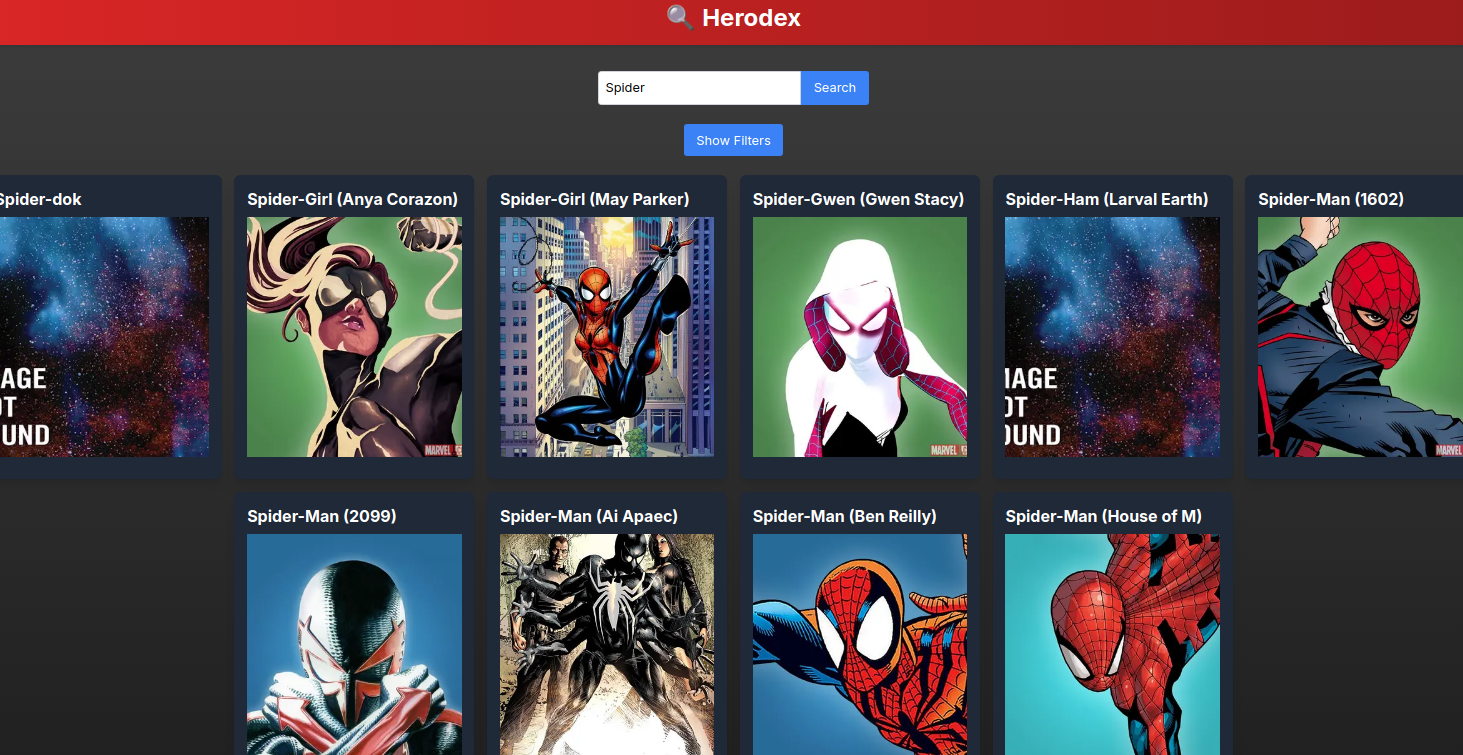 Herodex
Spider
Search
Show Filters
Spider-dok
Spider-Girl (Anya Corazon)
Spider-Girl (May Parker)
Spider-Gwen (Gwen Stacy)
Spider-Ham (Larval Earth)
Spider-Man (1602)
AGE
OT
UND
MARVEL
MARVEL
IAGE
OT
OUND
MARVEL
Spider-Man (2099)
Spider-Man (Ai Apaec)
Spider-Man (Ben Reilly)
Spider-Man (House of M)